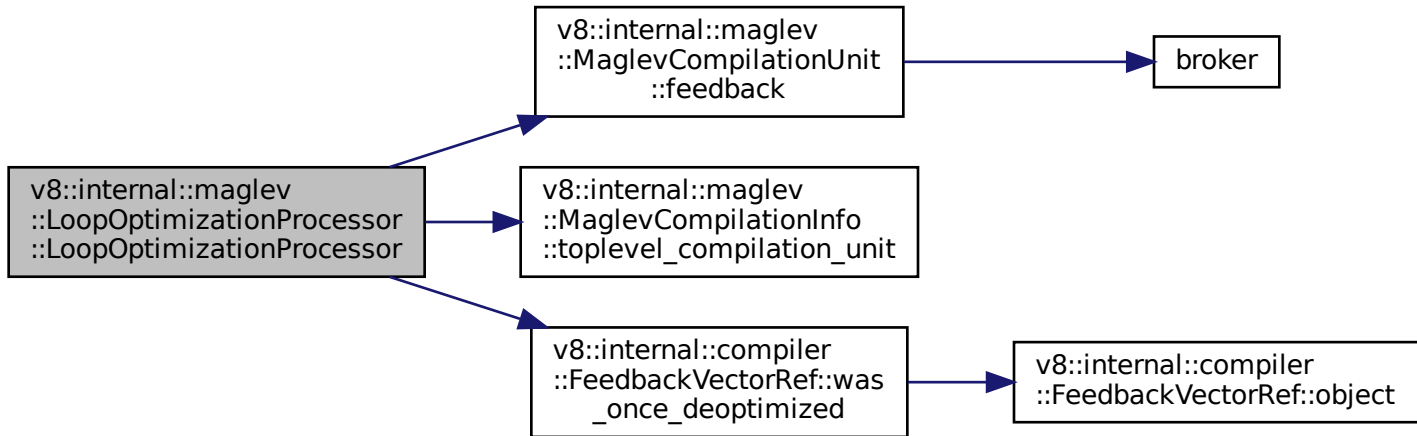 v8::internal::maglev
::MaglevCompilationUnit
::feedback
broker
v8::internal::maglev
::LoopOptimizationProcessor
::LoopOptimizationProcessor
v8::internal::maglev
::MaglevCompilationInfo
::toplevel_compilation_unit
v8::internal::compiler
::FeedbackVectorRef::was
_once_deoptimized
v8::internal::compiler
::FeedbackVectorRef::object